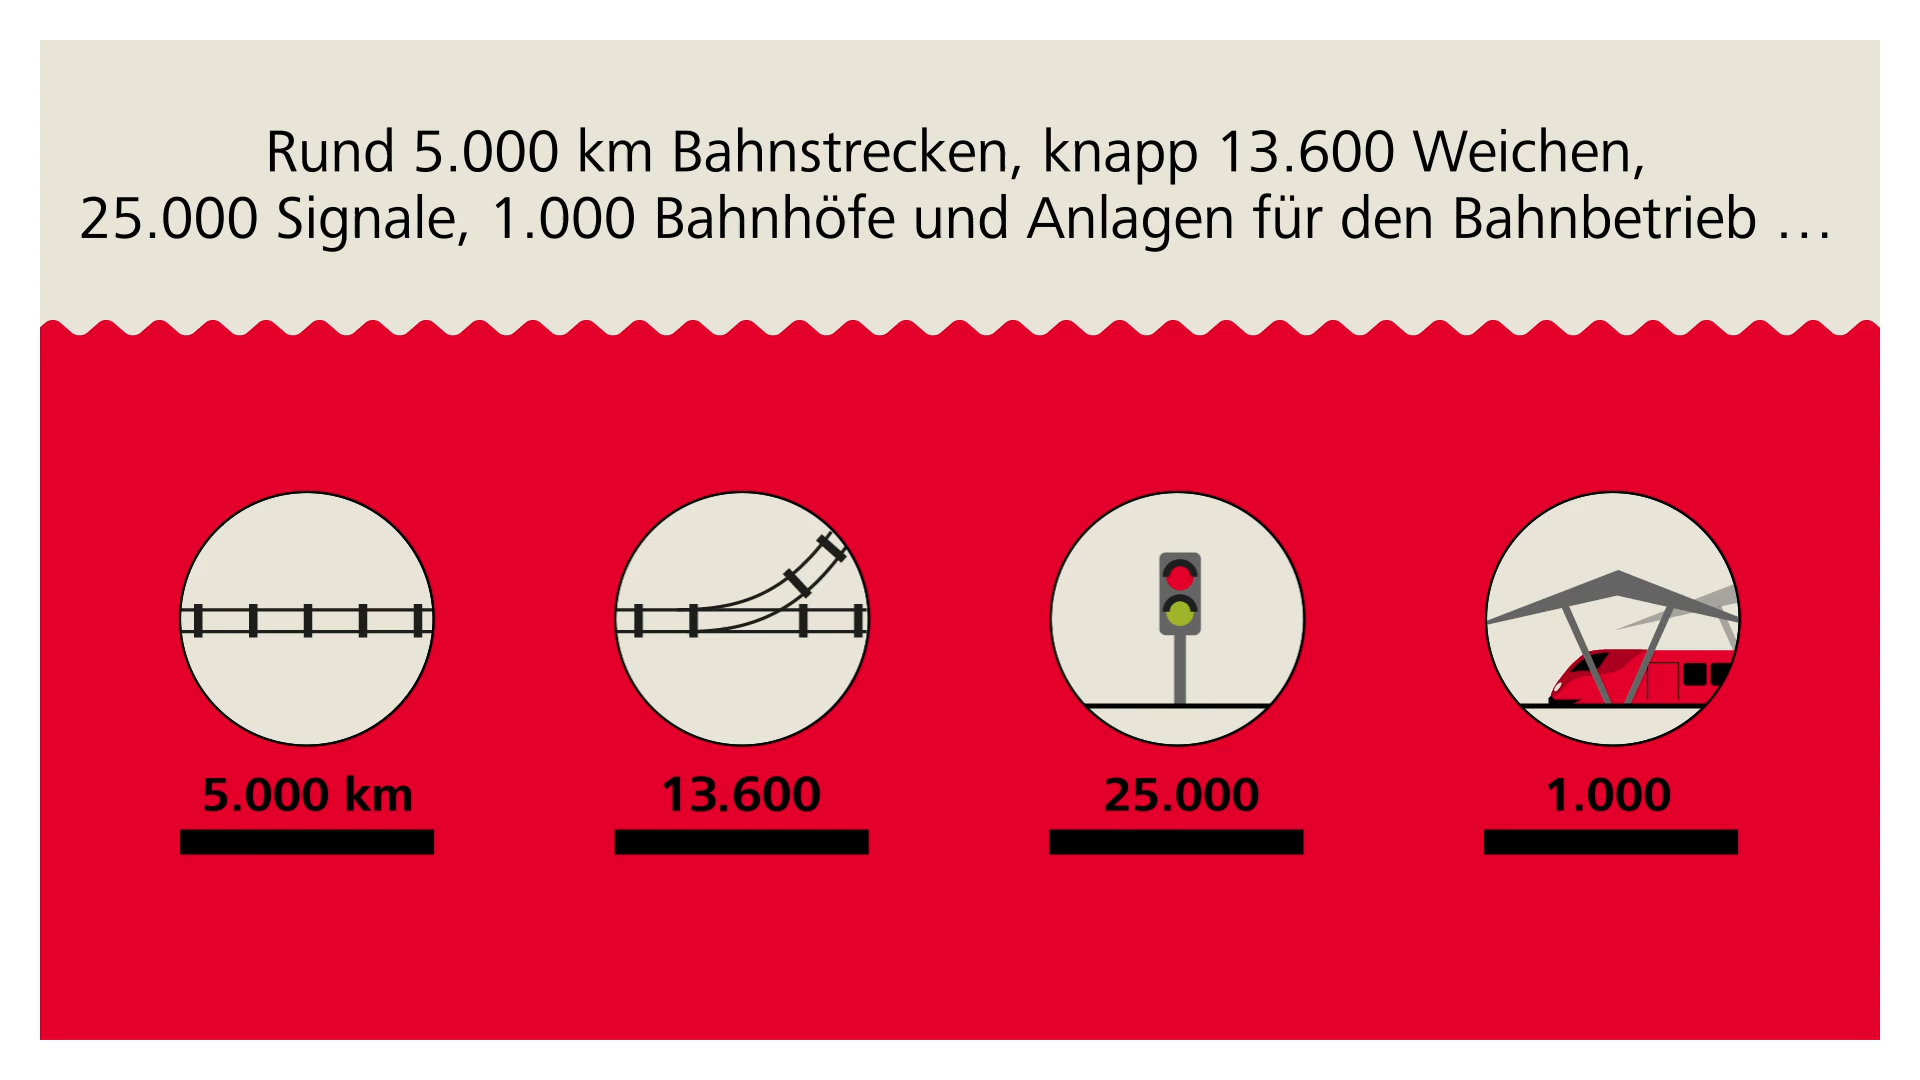 Rund 5.000 km Bahnstrecken, knapp 13.600 Weichen,
25.000 Signale, 1.000 Bahnhöfe und Anlagen für den Bahnbetrieb …
5.000 km
13.600
25.000
1.000